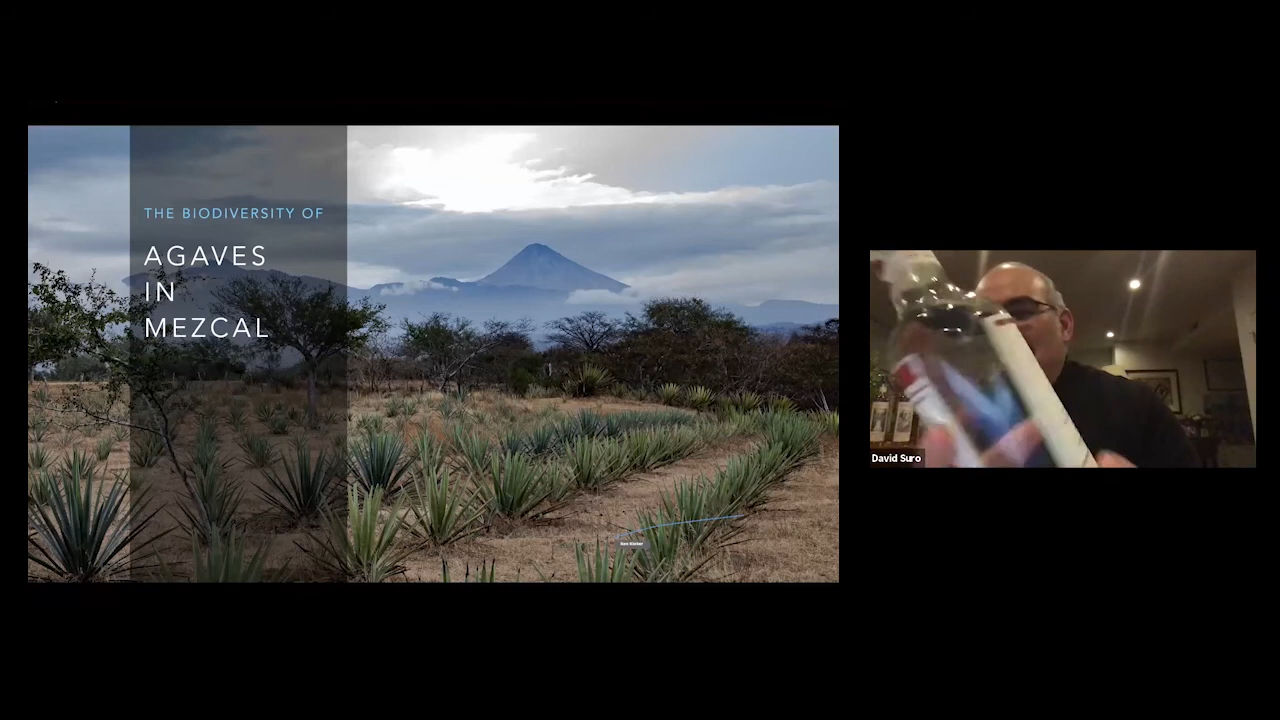 THE BIODIVERSITY OF
AGAVES
IN
MEZCAL
David Suro